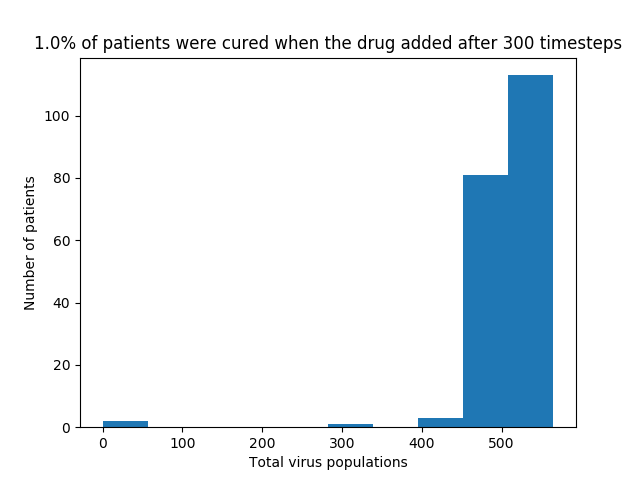 1.0% of patients were cured when the drug added after 300 timesteps
Number of patients
100
80
60
40
20
0
0 100 200 300 400 500
Total virus populations